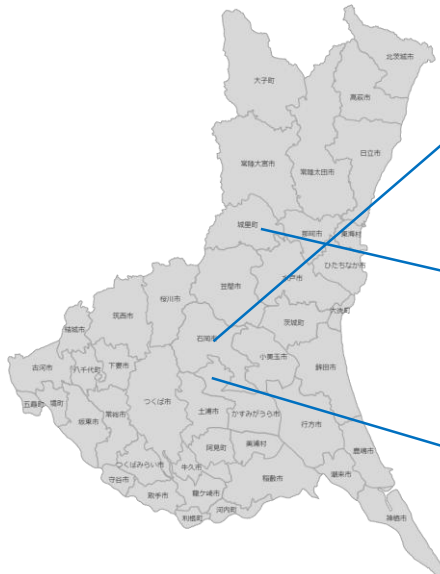 北茨城市
大子町
高萩市
日立市
常陸大宮市
常陸太田市
城里町
那珂市
東海村
ひたちなか市
水戸市
笠間市
桜川市
筑西市
大洗町
茨城町
石岡市
結城市
小美玉市
鉾田市
古河市
八千代町
下妻市
つくば市
土浦市
かすみがうら市
行方市
五霞町
境町
坂東市
常総市
阿見町
美浦村
鹿嶋市
つくばみらい市
牛久市
稲敷市
潮来市
守谷市
取手市
龍ケ崎市
河内町
利根町
神栖市